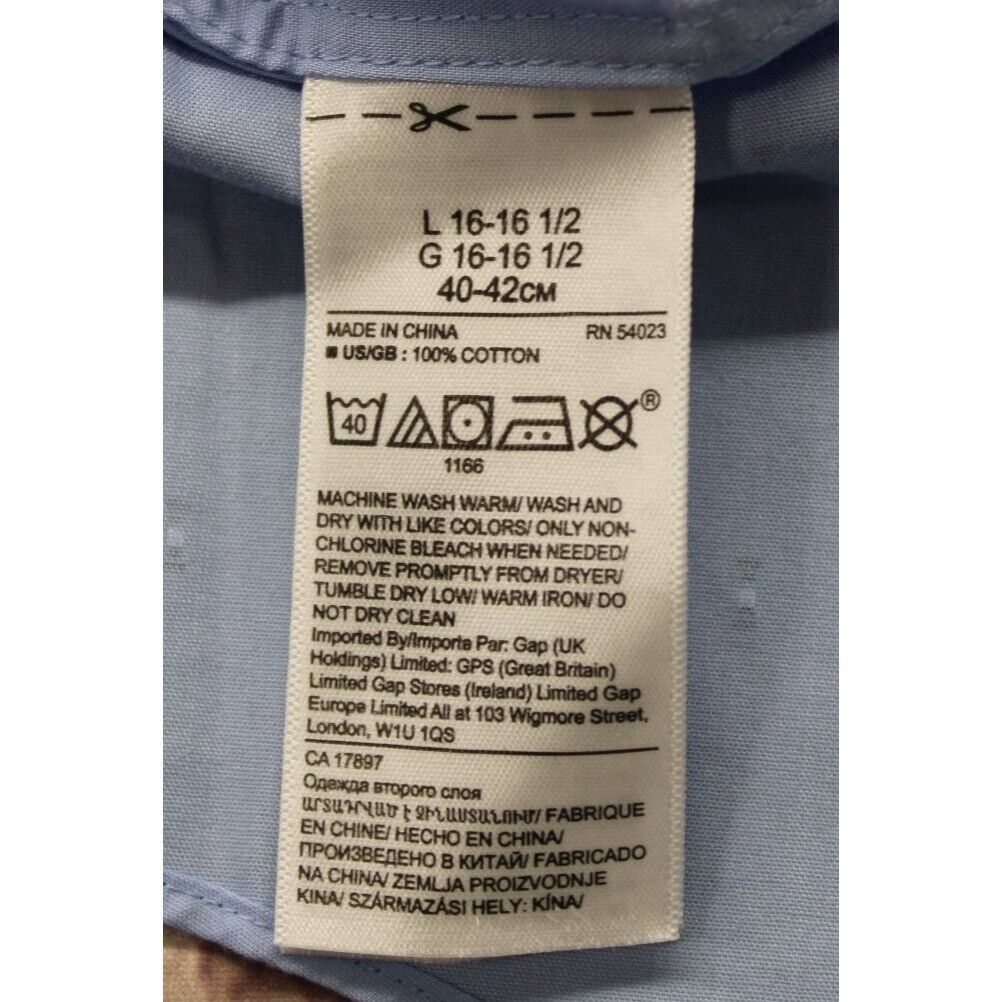 L 16-16 1/2
G 16-16 1/2
40-42CM
MADE IN CHINA RN 54023
US/GB : 100% COTTON
40 ®
1166
MACHINE WASH WARM/ WASH AND
DRY WITH LIKE COLORS/ ONLY NON-
CHLORINE BLEACH WHEN NEEDED/
REMOVE PROMPTLY FROM DRYER/
TUMBLE DRY LOW/ WARM IRON/ DO
NOT DRY CLEAN
Imported By/Importe Par: Gap (UK
Holdings) Limited: GPS (Great Britain)
Limited Gap Stores (Ireland) Limited Gap
Europe Limited All at 103 Wigmore Street,
London, W1U 1QS
CA 17897
Одежда второго слоя
ԱՐՏԱԴՐՎԱԾ Է ՉԻՆԱՍՏԱՆՈՒՄ/ FABRIQUE
EN CHINE/ HECHO EN CHINA/
ПРОИЗВЕДЕНО В КИТАЙ/ FABRICADO
NA CHINA/ ZEMLJA PROIZVODNJE
KINA/ SZÁRMAZÁSI HELY: KÍNA/